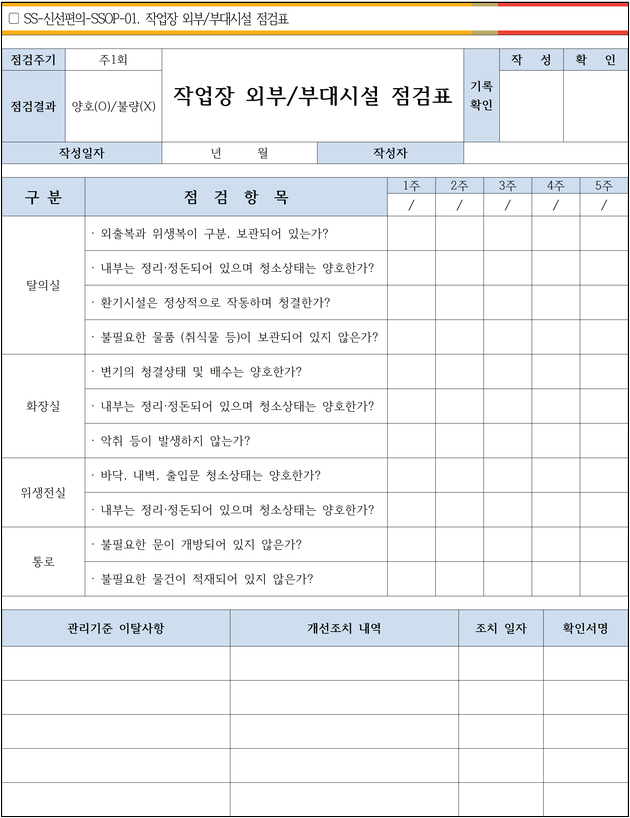 □ SS-신선편의-SSOP-01. 작업장 외부/부대시설 점검표
점검주기 주1회 작업장 외부/부대시설 점검표 기록 확인 작 성 확 인
점검결과 양호(O)/불량(X)
작성일자 년 월 작성자
구 분 점 검 항 목 1주 2주 3주 4주 5주
/ / / / /
탈의실
· 외출복과 위생복이 구분. 보관되어 있는가?
· 내부는 정리·정돈되어 있으며 청소상태는 양호한가?
· 환기시설은 정상적으로 작동하며 청결한가?
· 불필요한 물품 (취식물 등)이 보관되어 있지 않은가?
화장실
· 변기의 청결상태 및 배수는 양호한가?
· 내부는 정리·정돈되어 있으며 청소상태는 양호한가?
· 악취 등이 발생하지 않는가?
위생전실
· 바닥. 내벽. 출입문 청소상태는 양호한가?
· 내부는 정리·정돈되어 있으며 청소상태는 양호한가?
통로
· 불필요한 문이 개방되어 있지 않은가?
· 불필요한 물건이 적재되어 있지 않은가?
관리기준 이탈사항 개선조치 내역 조치 일자 확인서명